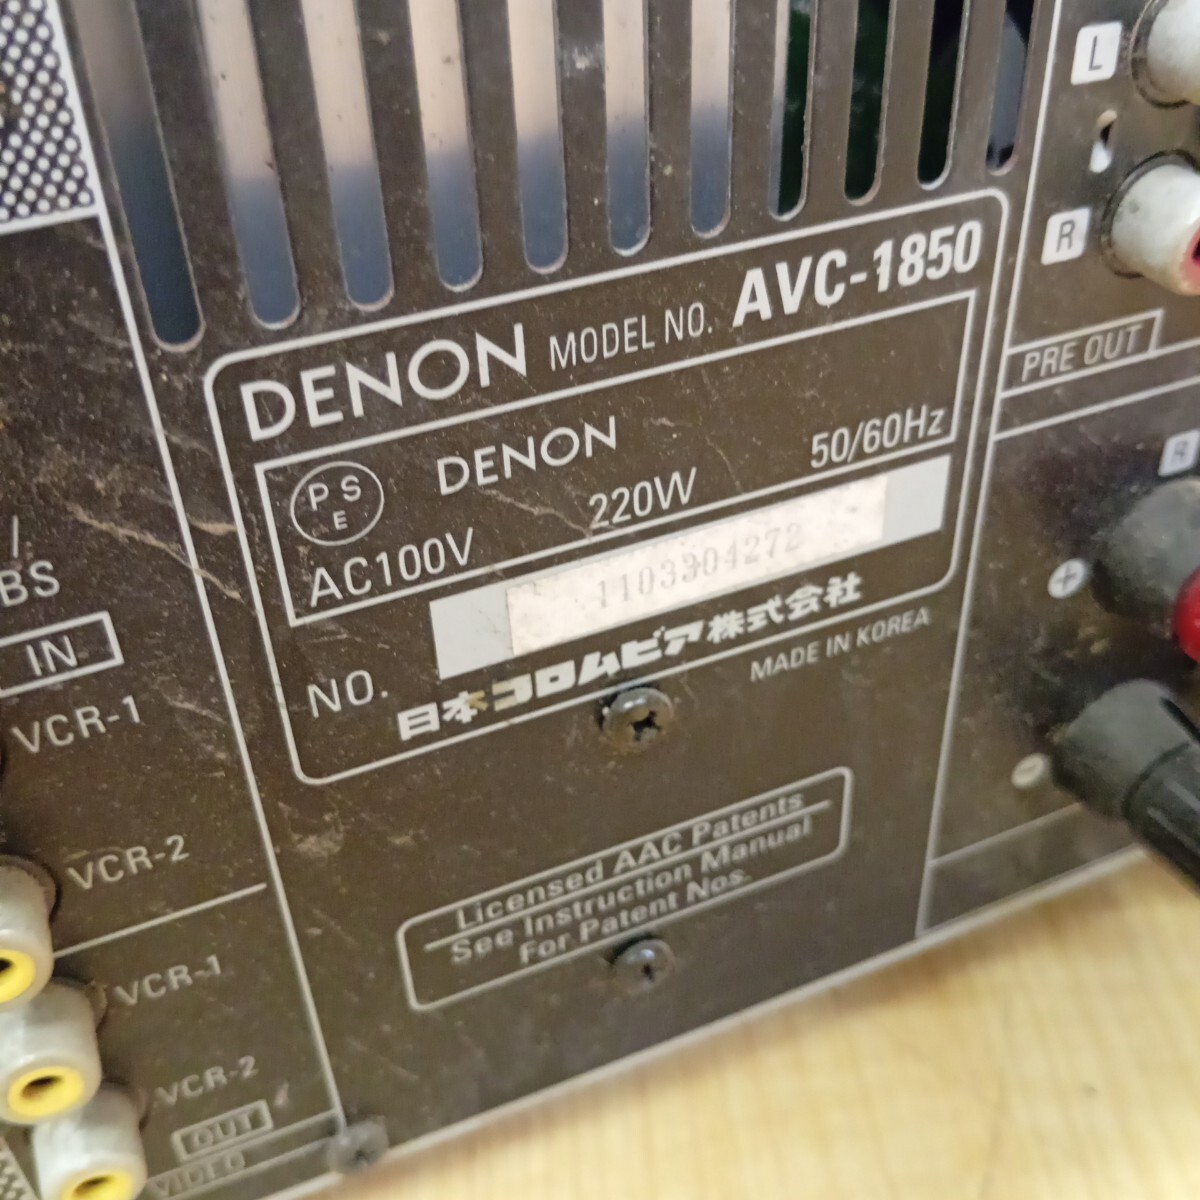 L
R
PRE OUT
R
DENON MODEL NO. AVC-1850
PSE DENON
AC100V 220W 50/60Hz
NO. 1103304272
日本コロムビア株式会社
MADE IN KOREA
Licensed AAC Patents
See Instruction Manual
For Patent Nos.
/
BS
IN
VCR-1
VCR-2
VCR-1
VCR-2
OUT
VIDEO
+
-